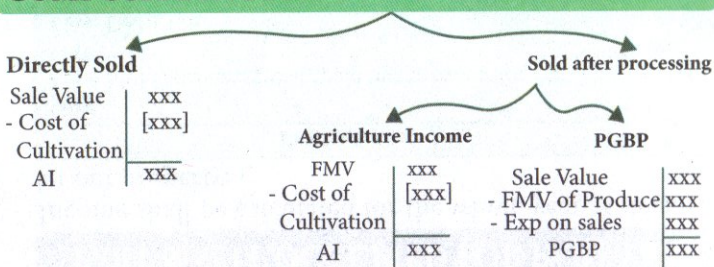 Directly Sold
Sale Value xxx
- Cost of [xxx]
Cultivation
AI xxx
Sold after processing
Agriculture Income
FMV xxx
- Cost of [xxx]
Cultivation
AI xxx
PGBP
Sale Value xxx
- FMV of Produce xxx
- Exp on sales xxx
PGBP xxx